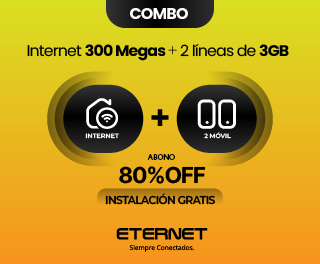 COMBO
Internet 300 Megas + 2 líneas de 3GB
INTERNET
+
2 MÓVIL
ABONO
80%OFF
INSTALACIÓN GRATIS
ETERNET
Siempre Conectados.